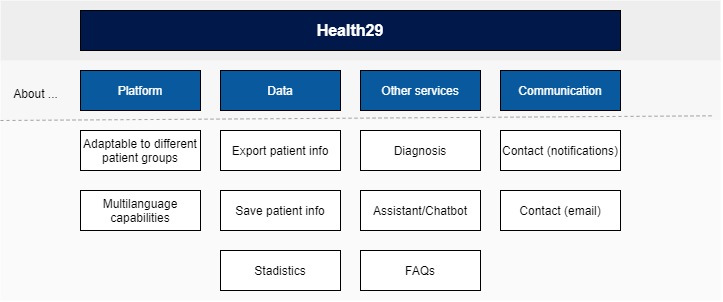 Health29
About ...
Platform
Data
Other services
Communication
Adaptable to different
patient groups
Export patient info
Diagnosis
Contact (notifications)
Multilanguage
capabilities
Save patient info
Assistant/Chatbot
Contact (email)
Stadistics
FAQs